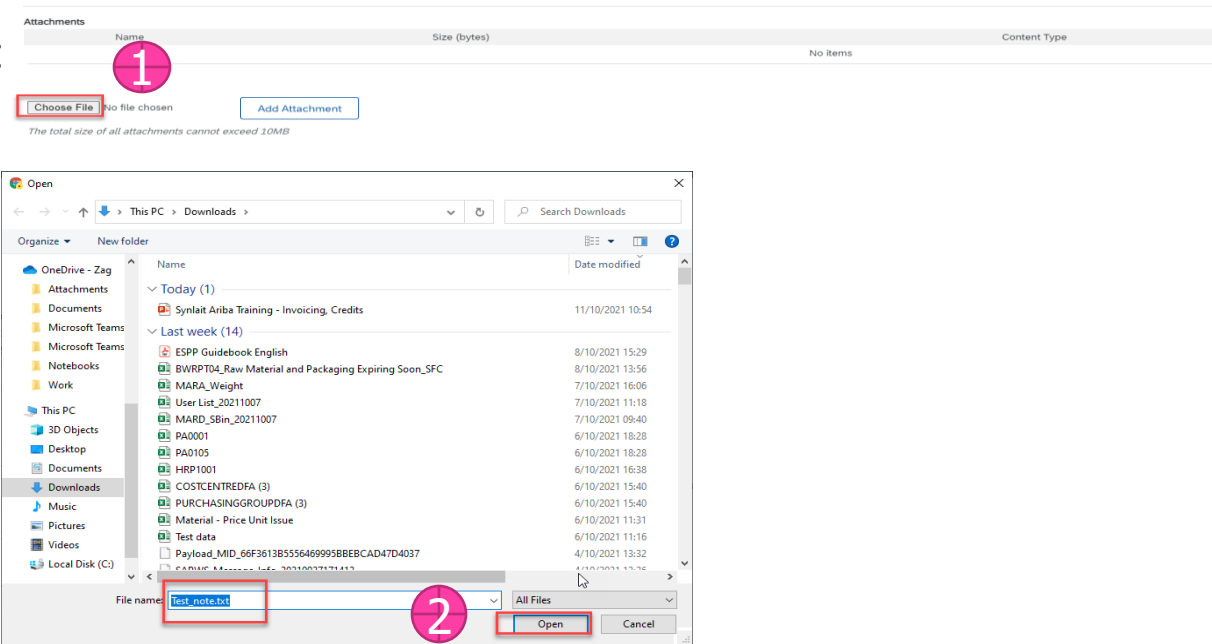 Attachments
Name Size (bytes) Content Type
No items
1
Choose File No file chosen Add Attachment
The total size of all attachments cannot exceed 10MB
Open
This PC > Downloads > Search Downloads
Organize New folder
OneDrive - Zag
Attachments
Documents
Microsoft Teams
Microsoft Teams
Notebooks
Work
This PC
3D Objects
Desktop
Documents
Downloads
Music
Pictures
Videos
Local Disk (C:)
Name Date modified
Today (1)
Synlait Ariba Training - Invoicing, Credits 11/10/2021 10:54
Last week (14)
ESPP Guidebook English 8/10/2021 15:29
BWRPT04_Raw Material and Packaging Expiring Soon_SFC 8/10/2021 13:56
MARA_Weight 7/10/2021 16:06
User List_20211007 7/10/2021 11:18
MARD_SBin_20211007 7/10/2021 09:40
PA0001 6/10/2021 18:28
PA0105 6/10/2021 18:28
HRP1001 6/10/2021 16:38
COSTCENTREDFA (3) 6/10/2021 15:40
PURCHASINGGROUPDFA (3) 6/10/2021 15:40
Material - Price Unit Issue 6/10/2021 11:31
Test data 6/10/2021 11:16
Payload_MID_66F3613B5556469995BBEBCAD47D4037 4/10/2021 13:32
File name: Test_note.txt All Files
2
Open Cancel